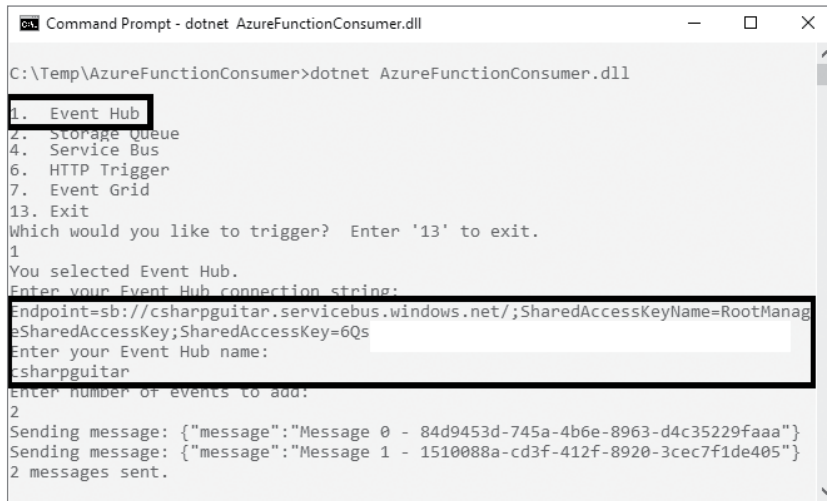 Command Prompt - dotnet AzureFunctionConsumer.dll
C:\Temp\AzureFunctionConsumer>dotnet AzureFunctionConsumer.dll
1. Event Hub
2. Storage Queue
4. Service Bus
6. HTTP Trigger
7. Event Grid
13. Exit
Which would you like to trigger? Enter '13' to exit.
1
You selected Event Hub.
Enter your Event Hub connection string:
Endpoint=sb://csharpguitar.servicebus.windows.net/;SharedAccessKeyName=RootManag
eSharedAccessKey;SharedAccessKey=6Qs
Enter your Event Hub name:
csharpguitar
Enter number of events to add:
2
Sending message: {"message":"Message 0 - 84d9453d-745a-4b6e-8963-d4c35229faaa"}
Sending message: {"message":"Message 1 - 1510088a-cd3f-412f-8920-3cec7f1de405"}
2 messages sent.